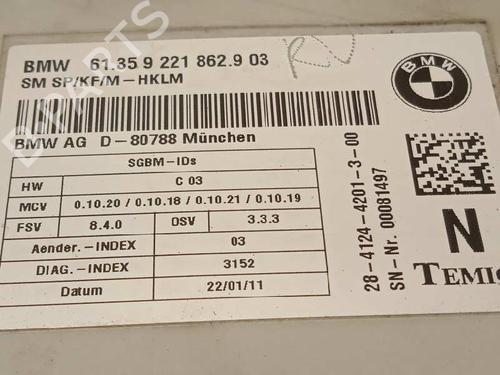 BMW 61.35 9 221 862.9 03
SM SP/KF/M-HKLM
BMW
BMW AG D-80788 München
SGBM-IDs
HW C 03
MCV 0.10.20 / 0.10.18 / 0.10.21 / 0.10.19
FSV 8.4.0 DSV 3.3.3
Aender.-INDEX 03
DIAG.-INDEX 3152
Datum 22/01/11
28-4124-4201-3-00
SN-Nr. 00081497
N
TEMIC